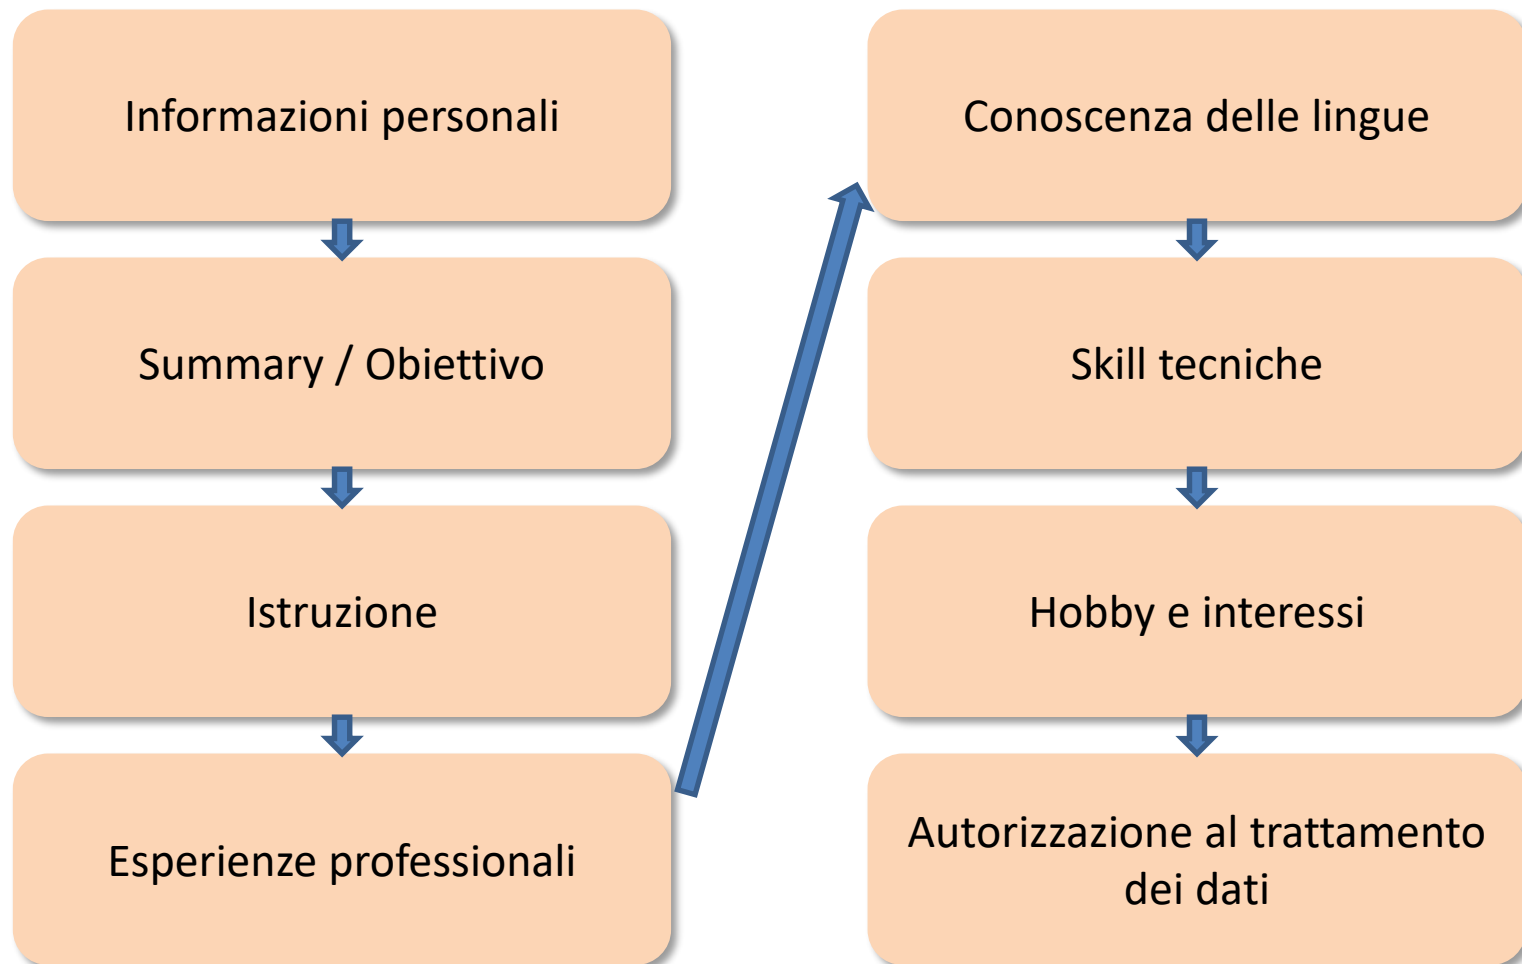 Informazioni personali
Summary / Obiettivo
Istruzione
Esperienze professionali
Conoscenza delle lingue
Skill tecniche
Hobby e interessi
Autorizzazione al trattamento
dei dati